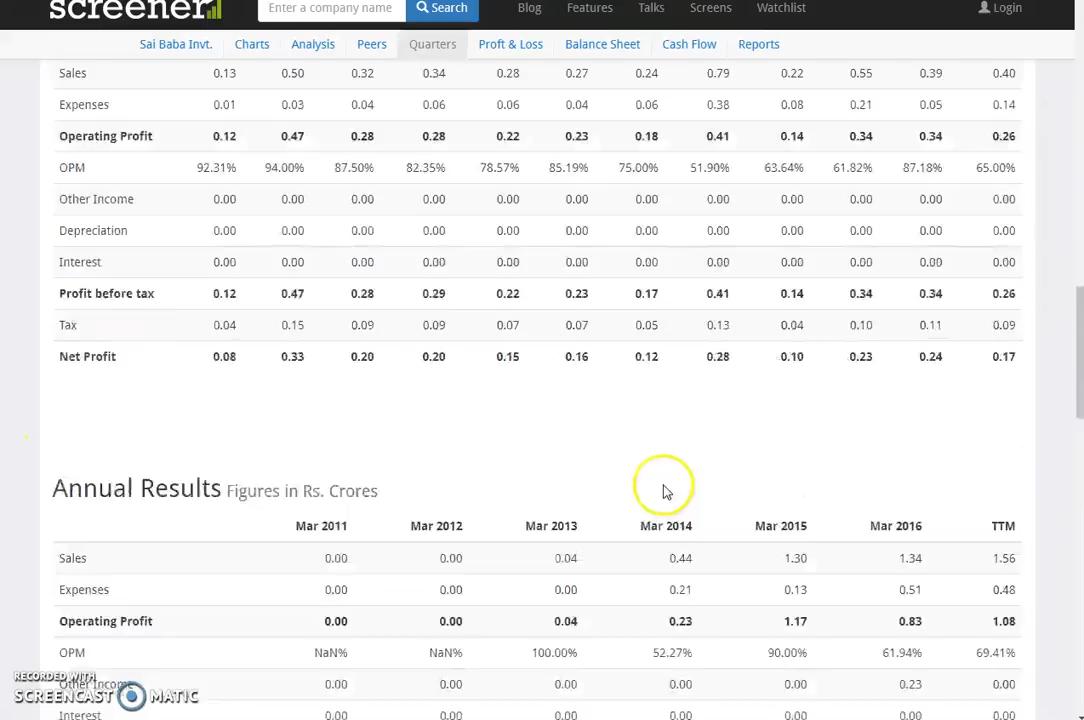 screener
Enter a company name Search Blog Features Talks Screens Watchlist Login
Sai Baba Invt. Charts Analysis Peers Quarters Profit & Loss Balance Sheet Cash Flow Reports
Sales 0.13 0.50 0.32 0.34 0.28 0.27 0.24 0.79 0.22 0.55 0.39 0.40
Expenses 0.01 0.03 0.04 0.06 0.06 0.04 0.06 0.38 0.08 0.21 0.05 0.14
Operating Profit 0.12 0.47 0.28 0.28 0.22 0.23 0.18 0.41 0.14 0.34 0.34 0.26
OPM 92.31% 94.00% 87.50% 82.35% 78.57% 85.19% 75.00% 51.90% 63.64% 61.82% 87.18% 65.00%
Other Income 0.00 0.00 0.00 0.00 0.00 0.00 0.00 0.00 0.00 0.00 0.00 0.00
Depreciation 0.00 0.00 0.00 0.00 0.00 0.00 0.00 0.00 0.00 0.00 0.00 0.00
Interest 0.00 0.00 0.00 0.00 0.00 0.00 0.00 0.00 0.00 0.00 0.00 0.00
Profit before tax 0.12 0.47 0.28 0.29 0.22 0.23 0.17 0.41 0.14 0.34 0.34 0.26
Tax 0.04 0.15 0.09 0.09 0.07 0.07 0.05 0.13 0.04 0.10 0.11 0.09
Net Profit 0.08 0.33 0.20 0.20 0.15 0.16 0.12 0.28 0.10 0.23 0.24 0.17
Annual Results Figures in Rs. Crores
Mar 2011 Mar 2012 Mar 2013 Mar 2014 Mar 2015 Mar 2016 TTM
Sales 0.00 0.00 0.04 0.44 1.30 1.34 1.56
Expenses 0.00 0.00 0.00 0.21 0.13 0.51 0.48
Operating Profit 0.00 0.00 0.04 0.23 1.17 0.83 1.08
OPM NaN% NaN% 100.00% 52.27% 90.00% 61.94% 69.41%
RECORDED WITH
Other Income 0.00 0.00 0.00 0.00 0.00 0.23 0.00
SCREENCAST MATIC
Interest 0.00 0.00 0.00 0.00 0.00 0.00 0.00